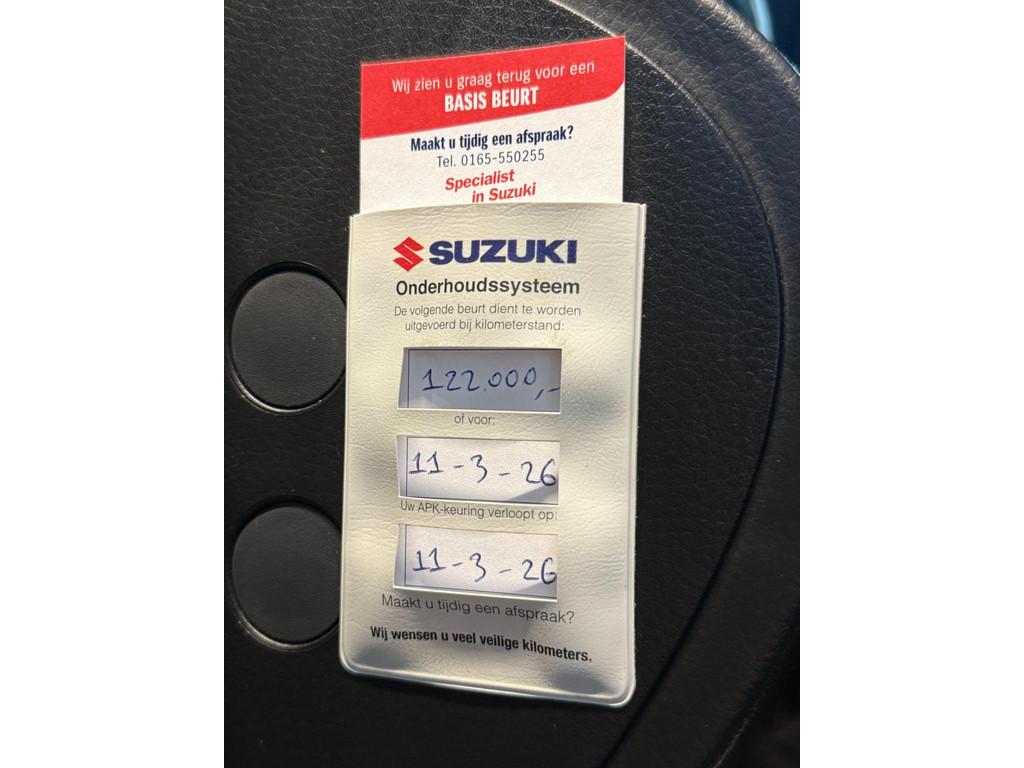 Wij zien u graag terug voor een
BASIS BEURT
Maakt u tijdig een afspraak?
Tel. 0165-550255
Specialist
in Suzuki
SUZUKI
Onderhoudssysteem
De volgende beurt dient te worden
uitgevoerd bij kilometerstand:
122.000,-
of voor:
11-3-26
Uw APK-keuring verloopt op:
11-3-26
Maakt u tijdig een afspraak?
Wij wensen u veel veilige kilometers.